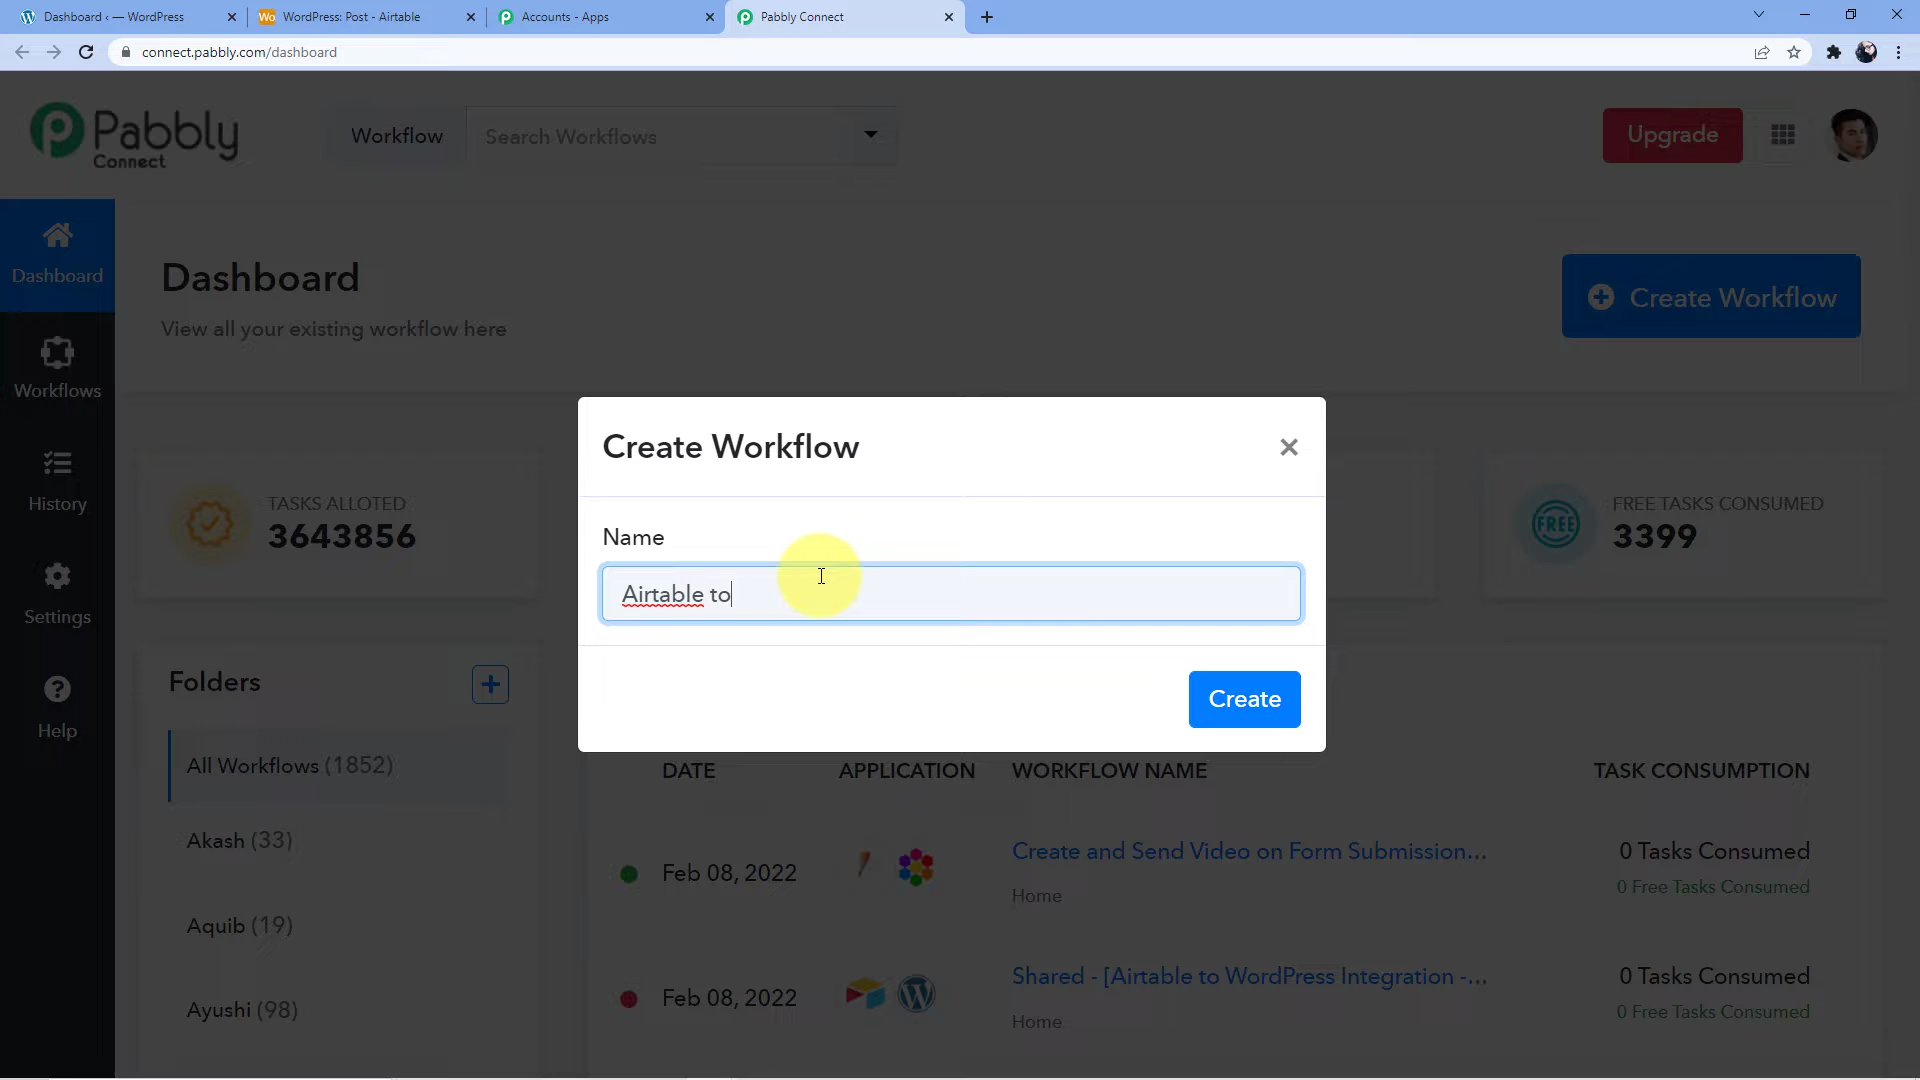 Dashboard ‹ — WordPress
Wo WordPress: Post - Airtable
Accounts - Apps
Pabbly Connect
connect.pabbly.com/dashboard
Pabbly
Connect
Workflow
Search Workflows
Upgrade
Dashboard
Workflows
History
Settings
Help
Dashboard
View all your existing workflow here
Create Workflow
TASKS ALLOTED
3643856
FREE
FREE TASKS CONSUMED
3399
Create Workflow
Name
Airtable to
Create
Folders
All Workflows (1852)
Akash (33)
Aquib (19)
Ayushi (98)
DATE APPLICATION WORKFLOW NAME TASK CONSUMPTION
Feb 08, 2022 Create and Send Video on Form Submission... 0 Tasks Consumed
Home 0 Free Tasks Consumed
Feb 08, 2022 Shared - [Airtable to WordPress Integration -... 0 Tasks Consumed
Home 0 Free Tasks Consumed